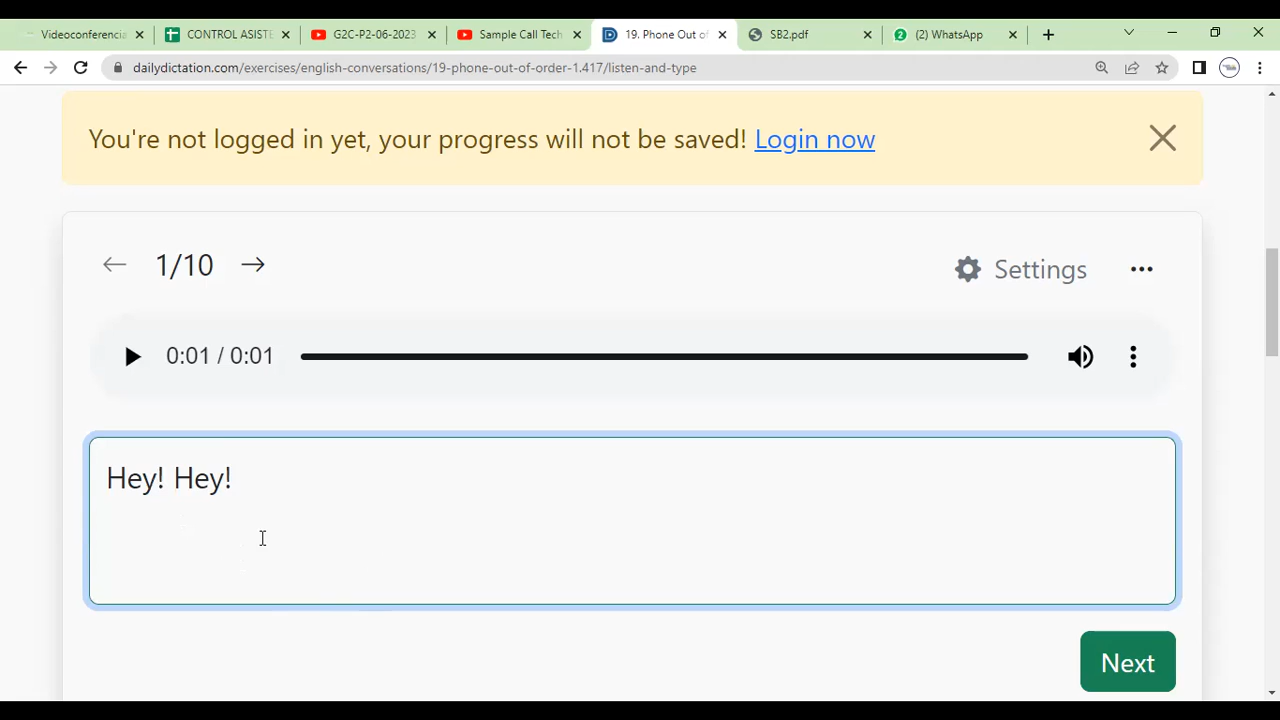 Videoconferencia
CONTROL ASISTE
G2C-P2-06-2023
Sample Call Tech
19. Phone Out of
SB2.pdf
(2) WhatsApp
dailydictation.com/exercises/english-conversations/19-phone-out-of-order-1.417/listen-and-type
You're not logged in yet, your progress will not be saved! Login now
1/10
Settings
0:01 / 0:01
Hey! Hey!
Next